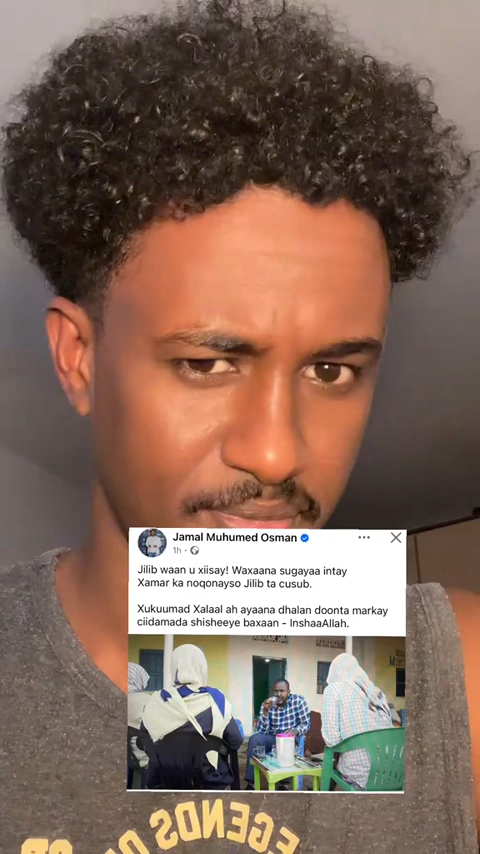 Jamal Muhumed Osman
1h
Jilib waan u xiisay! Waxaana sugayaa intay
Xamar ka noqonayso Jilib ta cusub.
Xukuumad Xalaal ah ayaana dhalan doonta markay
ciidamada shisheeye baxaan - InshaaAllah.
LEGENDS O